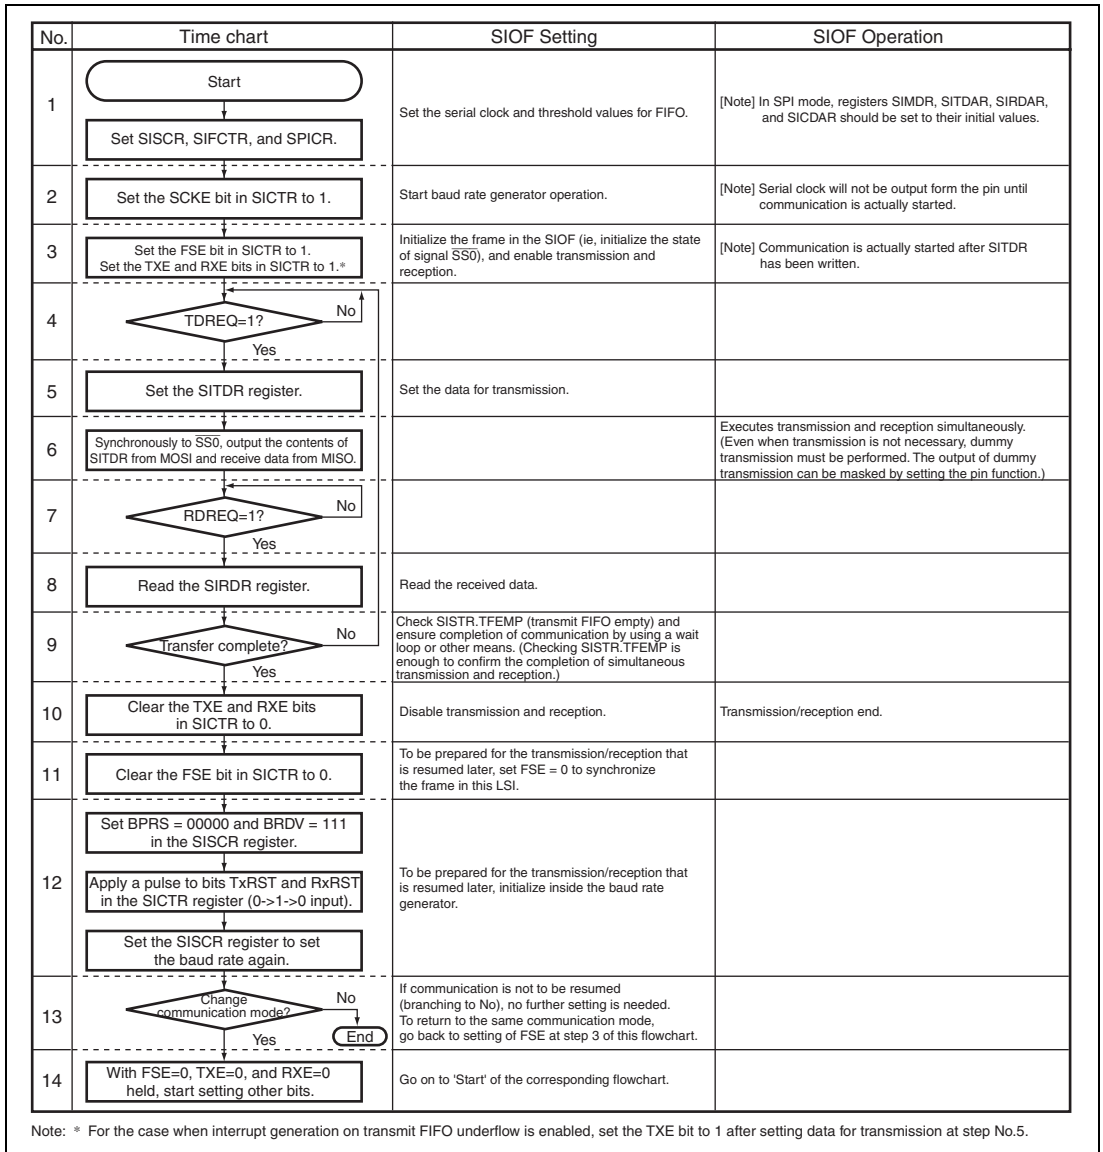 No. Time chart SIOF Setting SIOF Operation
1
Start
Set SISCR, SIFCTR, and SPICR.
Set the serial clock and threshold values for FIFO.
[Note] In SPI mode, registers SIMDR, SITDAR, SIRDAR,
and SICDAR should be set to their initial values.
2
Set the SCKE bit in SICTR to 1.
Start baud rate generator operation.
[Note] Serial clock will not be output form the pin until
communication is actually started.
3
Set the FSE bit in SICTR to 1.
Set the TXE and RXE bits in SICTR to 1.*
Initialize the frame in the SIOF (ie, initialize the state
of signal SS0), and enable transmission and
reception.
[Note] Communication is actually started after SITDR
has been written.
4
TDREQ=1?
No
Yes
5
Set the SITDR register.
Set the data for transmission.
6
Synchronously to SS0, output the contents of
SITDR from MOSI and receive data from MISO.
Executes transmission and reception simultaneously.
(Even when transmission is not necessary, dummy
transmission must be performed. The output of dummy
transmission can be masked by setting the pin function.)
7
RDREQ=1?
No
Yes
8
Read the SIRDR register.
Read the received data.
9
Transfer complete?
No
Yes
Check SISTR.TFEMP (transmit FIFO empty) and
ensure completion of communication by using a wait
loop or other means. (Checking SISTR.TFEMP is
enough to confirm the completion of simultaneous
transmission and reception.)
10
Clear the TXE and RXE bits
in SICTR to 0.
Disable transmission and reception.
Transmission/reception end.
11
Clear the FSE bit in SICTR to 0.
To be prepared for the transmission/reception that
is resumed later, set FSE = 0 to synchronize
the frame in this LSI.
12
Set BPRS = 00000 and BRDV = 111
in the SISCR register.
Apply a pulse to bits TxRST and RxRST
in the SICTR register (0->1->0 input).
Set the SISCR register to set
the baud rate again.
To be prepared for the transmission/reception that
is resumed later, initialize inside the baud rate
generator.
13
Change
communication mode?
No
End
Yes
If communication is not to be resumed
(branching to No), no further setting is needed.
To return to the same communication mode,
go back to setting of FSE at step 3 of this flowchart.
14
With FSE=0, TXE=0, and RXE=0
held, start setting other bits.
Go on to 'Start' of the corresponding flowchart.
Note: * For the case when interrupt generation on transmit FIFO underflow is enabled, set the TXE bit to 1 after setting data for transmission at step No.5.